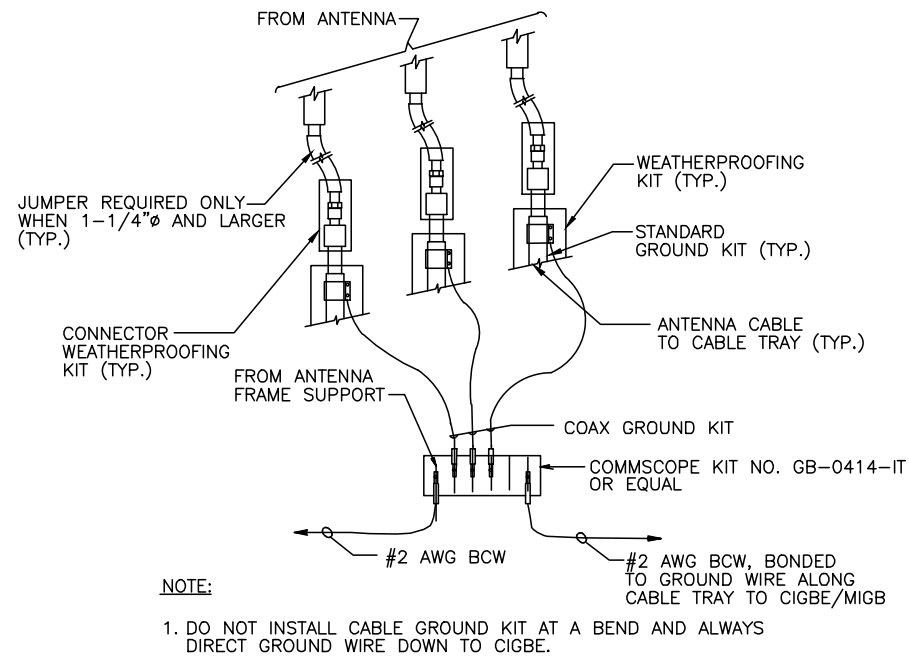 FROM ANTENNA
JUMPER REQUIRED ONLY
WHEN 1-1/4"ø AND LARGER
(TYP.)
WEATHERPROOFING
KIT (TYP.)
STANDARD
GROUND KIT (TYP.)
CONNECTOR
WEATHERPROOFING
KIT (TYP.)
ANTENNA CABLE
TO CABLE TRAY (TYP.)
FROM ANTENNA
FRAME SUPPORT
COAX GROUND KIT
COMMSCOPE KIT NO. GB-0414-IT
OR EQUAL
#2 AWG BCW
#2 AWG BCW, BONDED
TO GROUND WIRE ALONG
CABLE TRAY TO CIGBE/MIGB
NOTE:
1. DO NOT INSTALL CABLE GROUND KIT AT A BEND AND ALWAYS
DIRECT GROUND WIRE DOWN TO CIGBE.